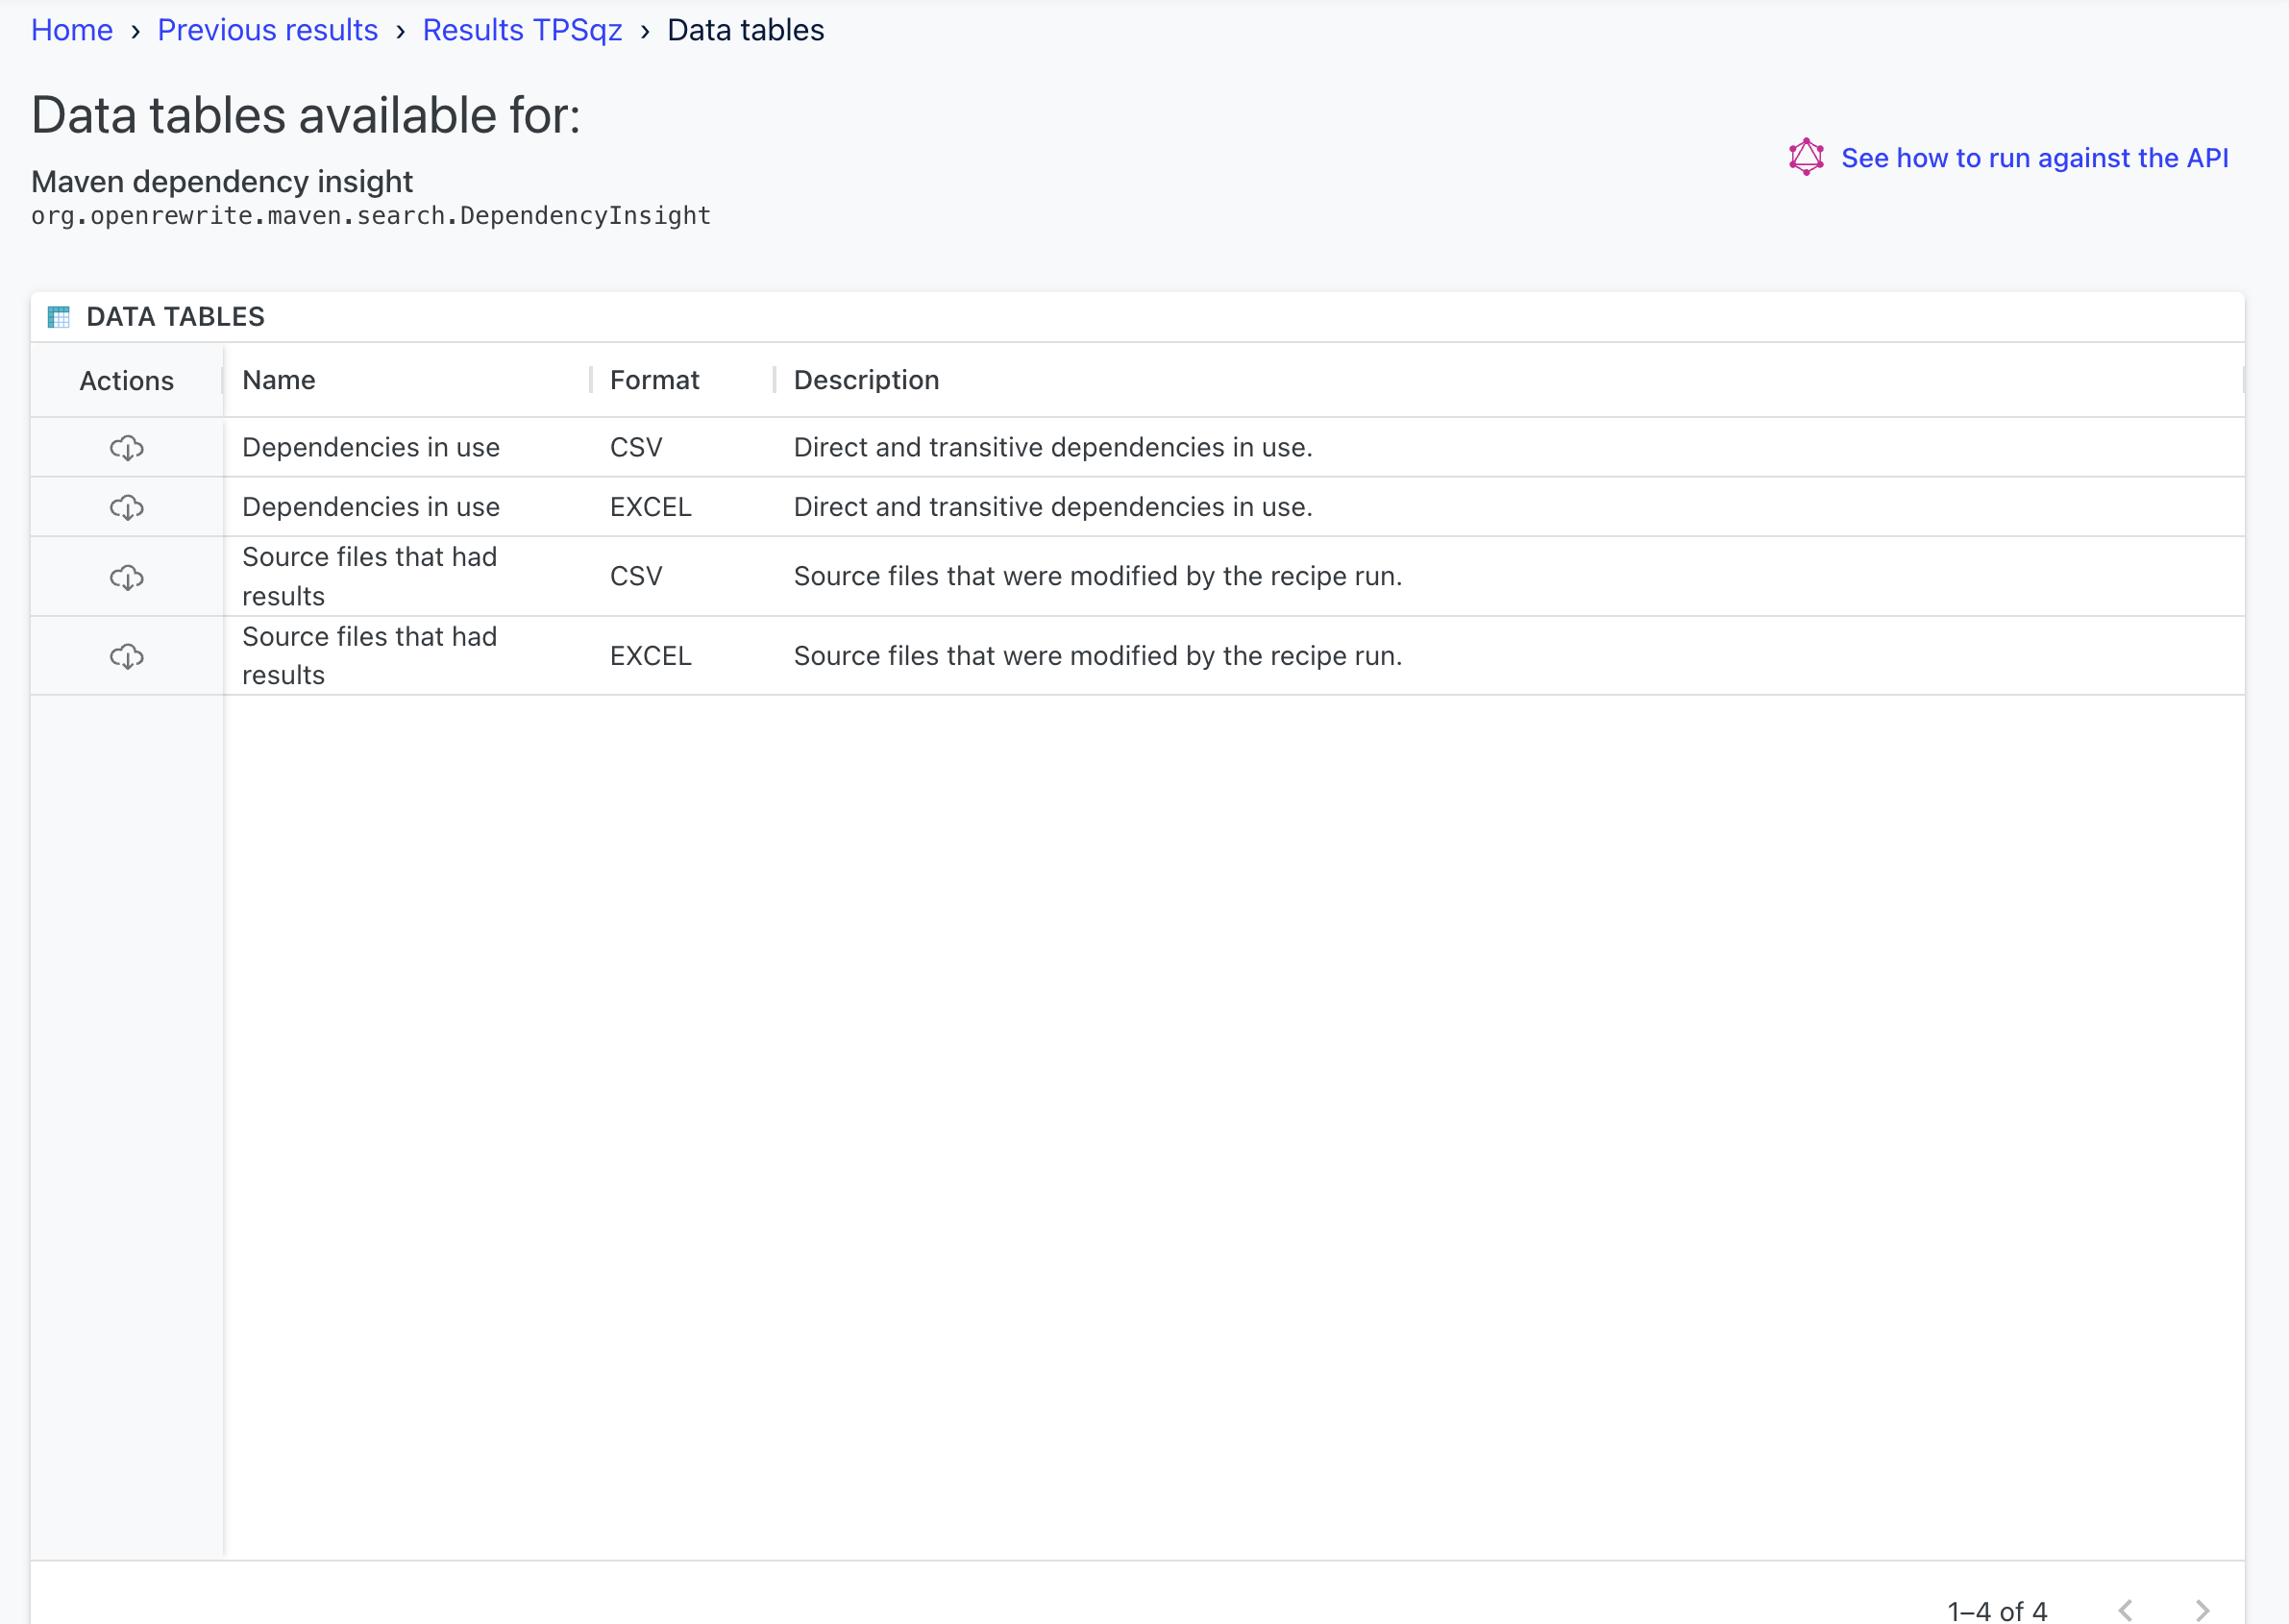 Home › Previous results › Results TPSqz › Data tables
Data tables available for:
See how to run against the API
Maven dependency insight
org.openrewrite.maven.search.DependencyInsight
DATA TABLES
Actions Name Format Description
Dependencies in use CSV Direct and transitive dependencies in use.
Dependencies in use EXCEL Direct and transitive dependencies in use.
Source files that had
results
CSV Source files that were modified by the recipe run.
Source files that had
results
EXCEL Source files that were modified by the recipe run.
1–4 of 4